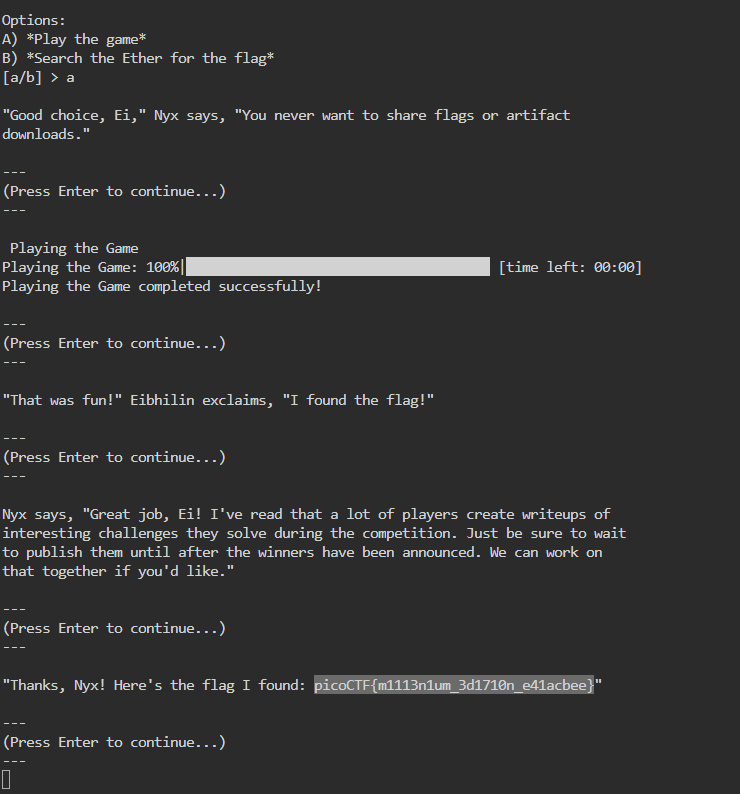 Options:
A) *Play the game*
B) *Search the Ether for the flag*
[a/b] > a
"Good choice, Ei," Nyx says, "You never want to share flags or artifact
downloads."
---
(Press Enter to continue...)
---
Playing the Game
Playing the Game: 100%| [time left: 00:00]
Playing the Game completed successfully!
---
(Press Enter to continue...)
---
"That was fun!" Eibhilin exclaims, "I found the flag!"
---
(Press Enter to continue...)
---
Nyx says, "Great job, Ei! I've read that a lot of players create writeups of
interesting challenges they solve during the competition. Just be sure to wait
to publish them until after the winners have been announced. We can work on
that together if you'd like."
---
(Press Enter to continue...)
---
"Thanks, Nyx! Here's the flag I found: picoCTF{m1113n1um_3d1710n_e41acbee}"
---
(Press Enter to continue...)
---